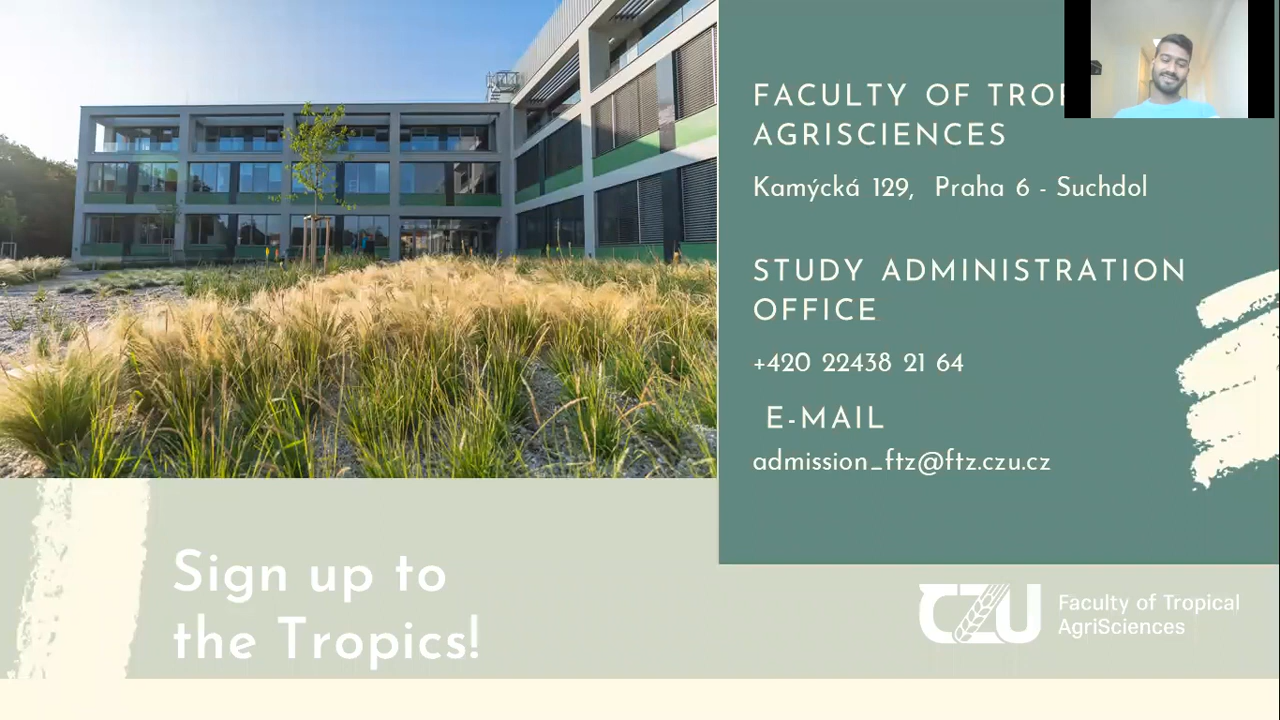 FACULTY OF
AGRISCIENCES
Kamýcká 129, Praha 6 - Suchdol
STUDY ADMINISTRATION
OFFICE
+420 22438 21 64
E-MAIL
admission_ftz@ftz.czu.cz
Sign up to
the Tropics!
CZU
Faculty of Tropical
AgriSciences